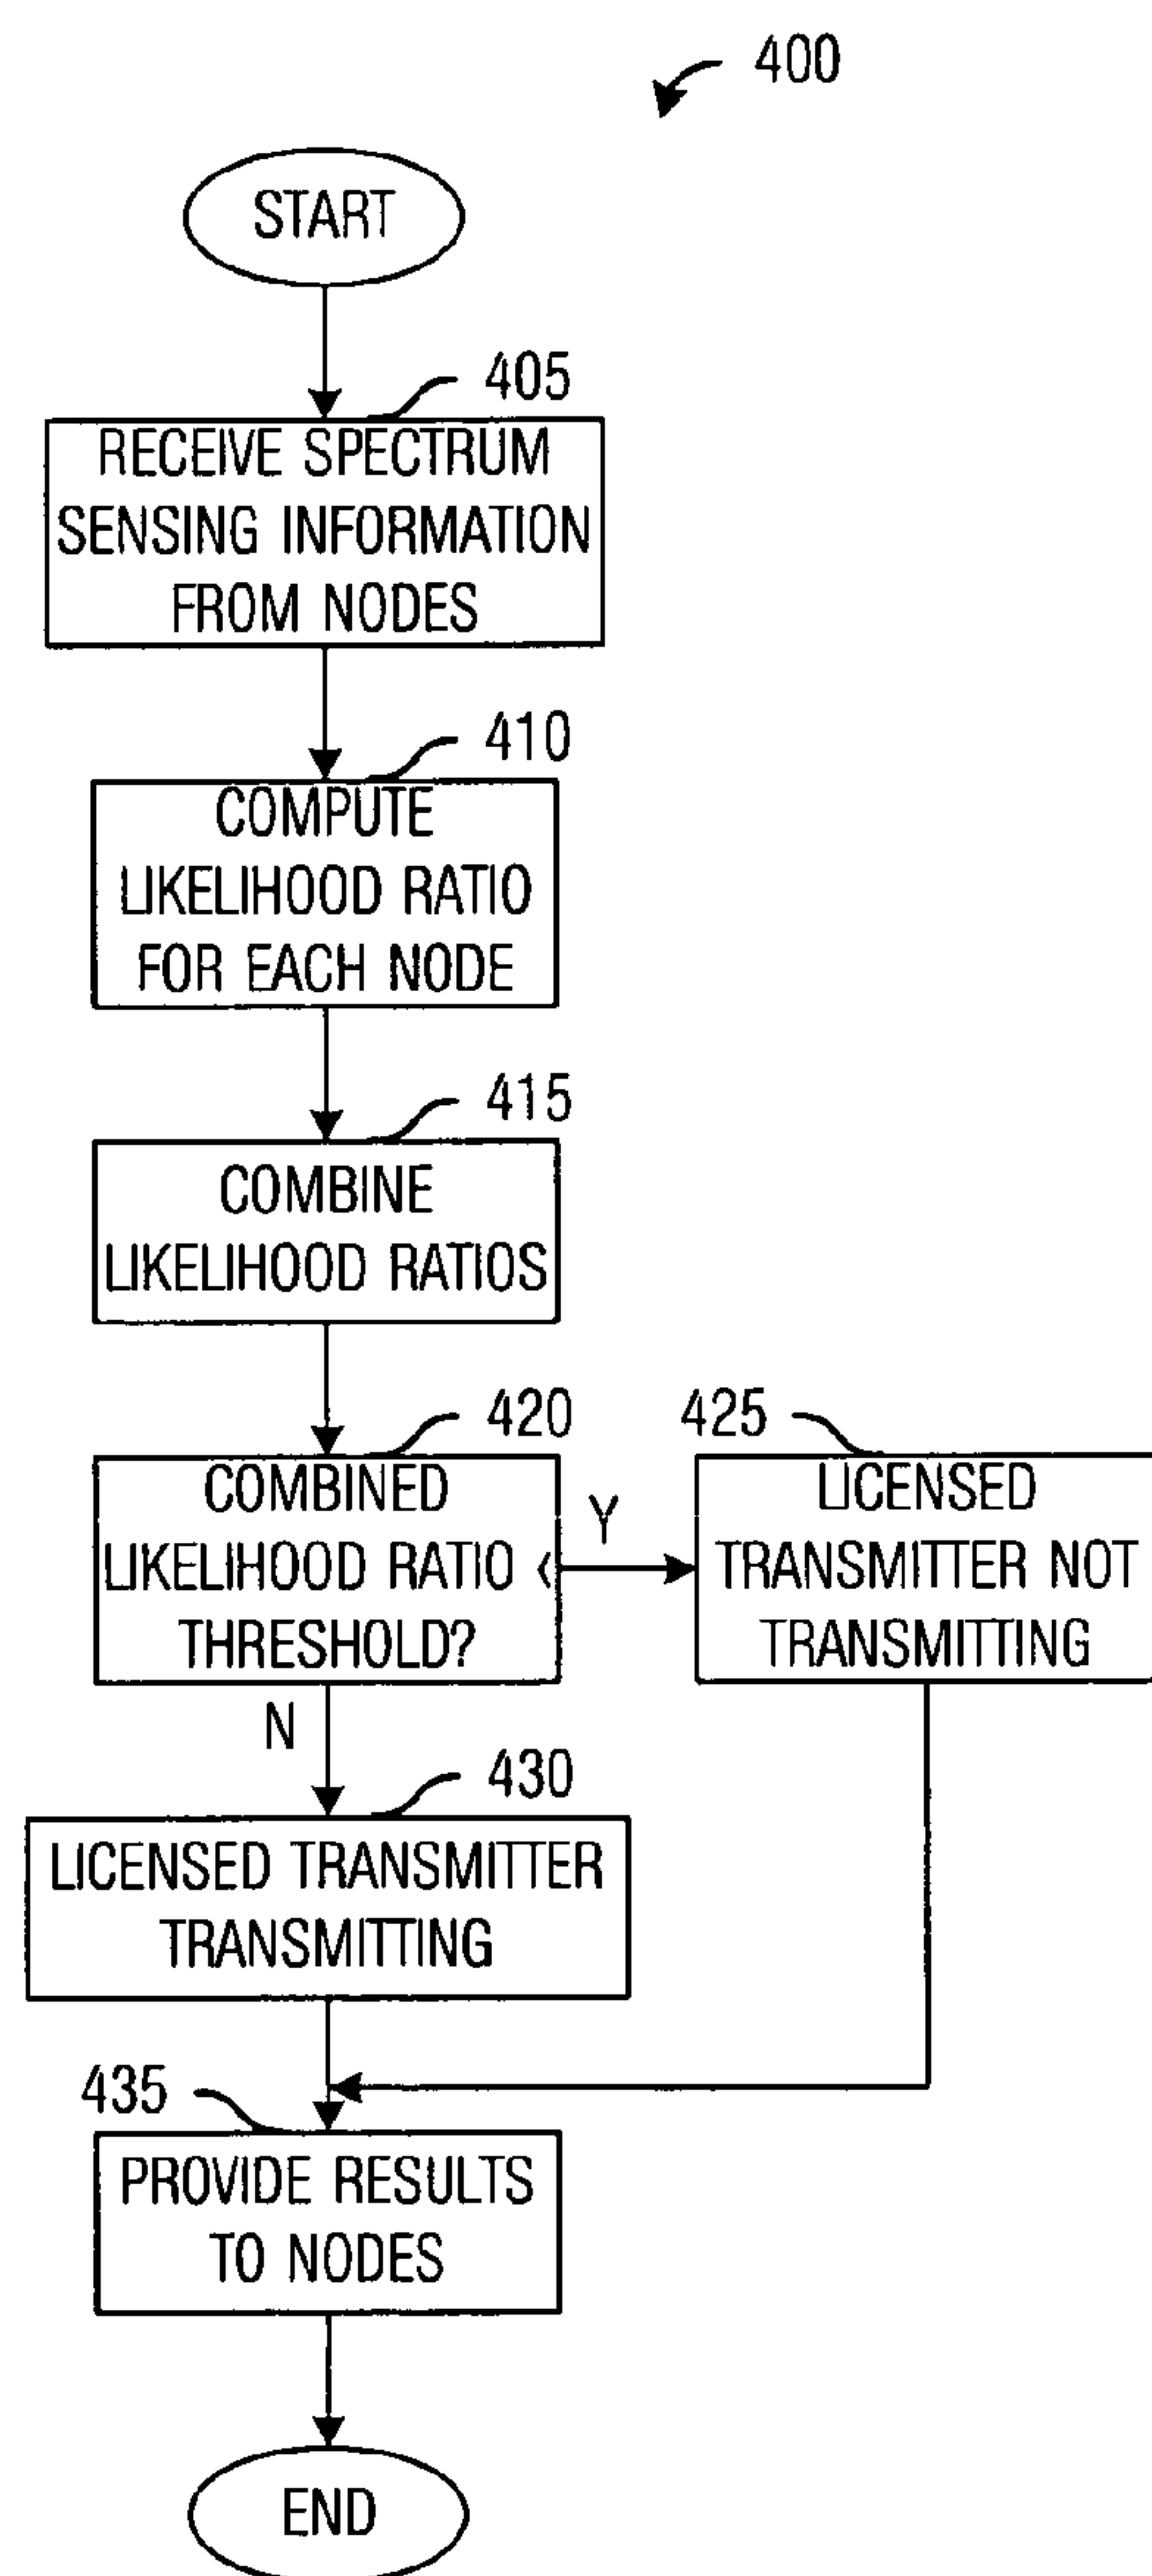 400
START
405
RECEIVE SPECTRUM
SENSING INFORMATION
FROM NODES
410
COMPUTE
LIKELIHOOD RATIO
FOR EACH NODE
415
COMBINE
LIKELIHOOD RATIOS
420
COMBINED
LIKELIHOOD RATIO <
THRESHOLD?
Y
425
LICENSED
TRANSMITTER NOT
TRANSMITTING
N
430
LICENSED TRANSMITTER
TRANSMITTING
435
PROVIDE RESULTS
TO NODES
END